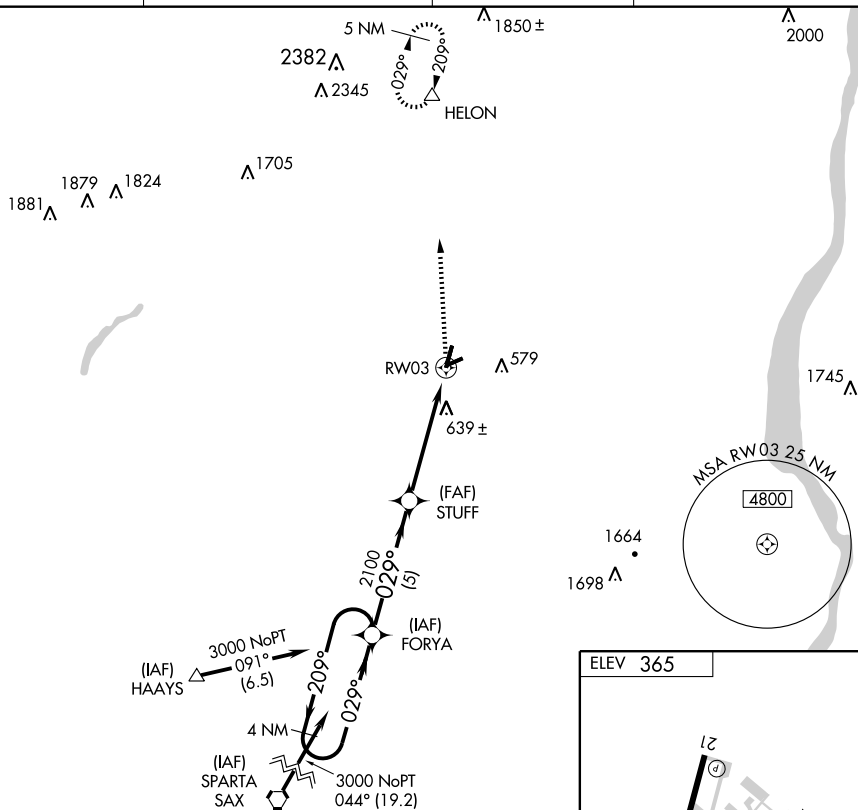 5 NM
1850 ±
2000
2382
2345
029°
209°
HELON
1705
1879
1824
1881
RW03
579
1745
639 ±
MSA RW03 25 NM
4800
(FAF)
STUFF
1664
1698
2100
029°
(5)
(IAF)
FORYA
3000 NoPT
091°
(6.5)
(IAF)
HAAYS
209°
029°
4 NM
(IAF)
SPARTA
SAX
3000 NoPT
044° (19.2)
ELEV 365
21
P